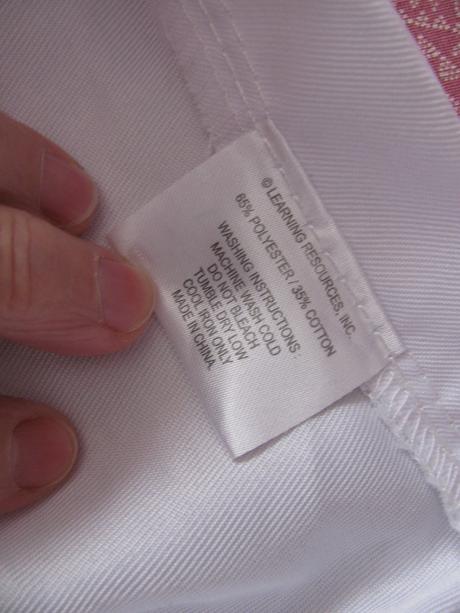 © LEARNING RESOURCES, INC.
65% POLYESTER / 35% COTTON
WASHING INSTRUCTIONS:
MACHINE WASH COLD
DO NOT BLEACH
TUMBLE DRY LOW
COOL IRON ONLY
MADE IN CHINA